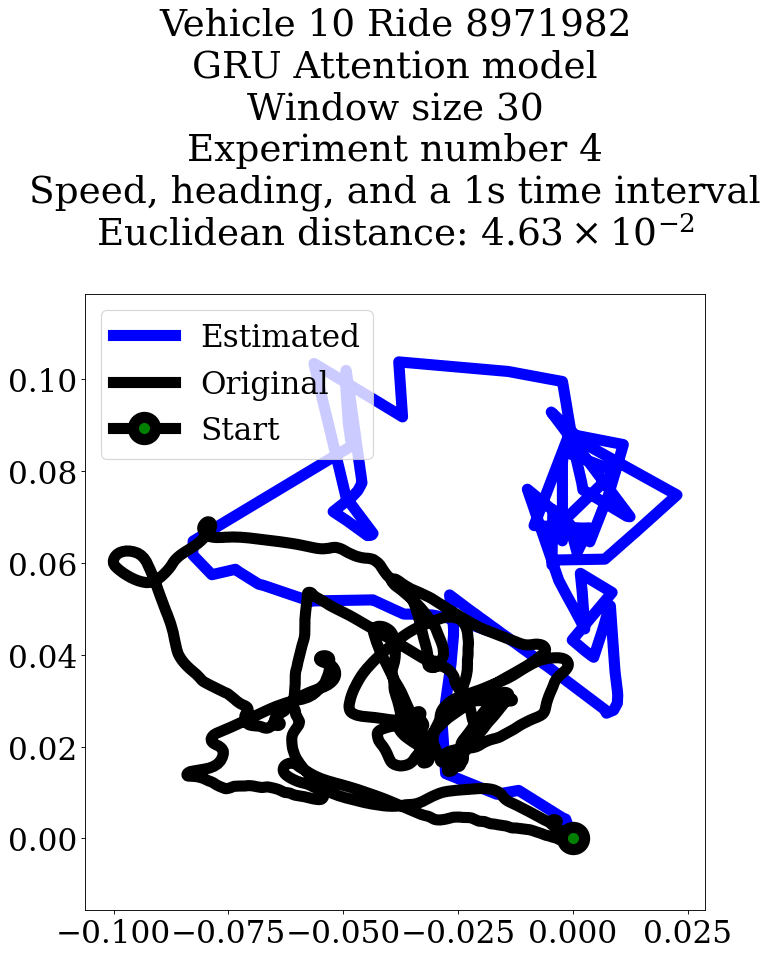 Vehicle 10 Ride 8971982
GRU Attention model
Window size 30
Experiment number 4
Speed, heading, and a 1s time interval
Euclidean distance: 4.63 × 10⁻²
Estimated
Original
Start
0.10
0.08
0.06
0.04
0.02
0.00
−0.100 −0.075 −0.050 −0.025 0.000 0.025